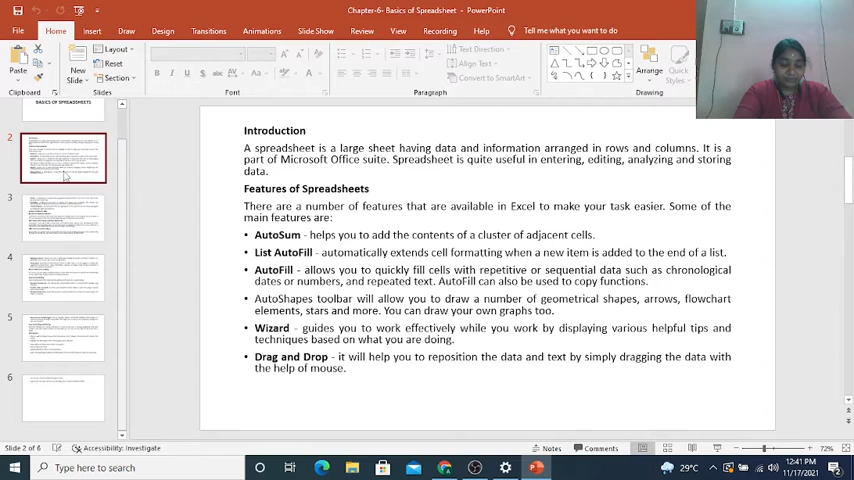 Chapter-6- Basics of Spreadsheet - PowerPoint
File Home Insert Draw Design Transitions Animations Slide Show Review View Recording Help Tell me what you want to do
Paste
New Slide
Layout
Reset
Section
Text Direction
Align Text
Convert to SmartArt
Arrange
Quick Styles
Clipboard Slides Font Paragraph
BASICS OF SPREADSHEET
2
3
4
5
6
Introduction
A spreadsheet is a large sheet having data and information arranged in rows and columns. It is a
part of Microsoft Office suite. Spreadsheet is quite useful in entering, editing, analyzing and storing
data.
Features of Spreadsheets
There are a number of features that are available in Excel to make your task easier. Some of the
main features are:
• AutoSum - helps you to add the contents of a cluster of adjacent cells.
• List AutoFill - automatically extends cell formatting when a new item is added to the end of a list.
• AutoFill - allows you to quickly fill cells with repetitive or sequential data such as chronological
dates or numbers, and repeated text. AutoFill can also be used to copy functions.
• AutoShapes toolbar will allow you to draw a number of geometrical shapes, arrows, flowchart
elements, stars and more. You can draw your own graphs too.
• Wizard - guides you to work effectively while you work by displaying various helpful tips and
techniques based on what you are doing.
• Drag and Drop - it will help you to reposition the data and text by simply dragging the data with
the help of mouse.
Slide 2 of 6 Accessibility: Investigate Notes Comments 72%
Type here to search
29°C
12:41 PM
11/17/2021